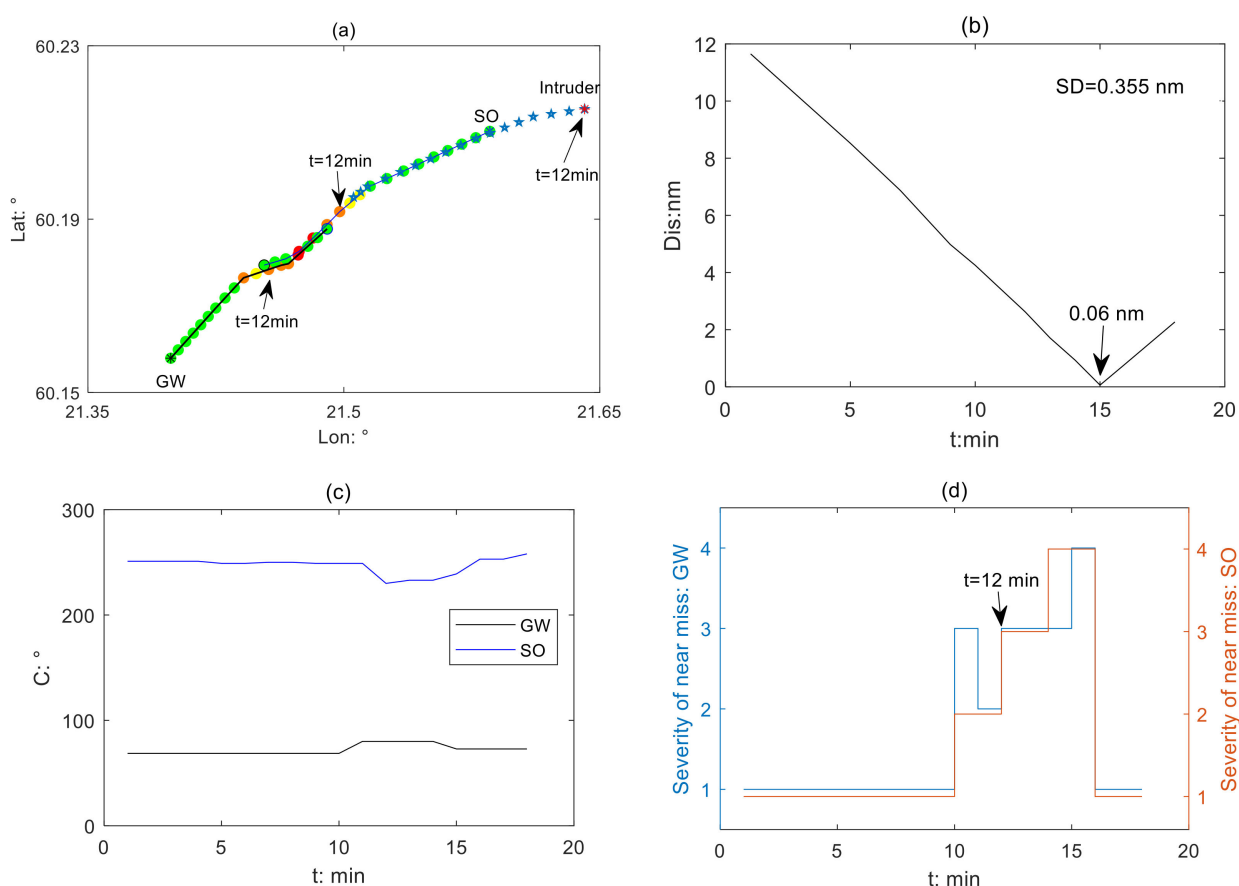 (a)
60.23
60.19
60.15
Lat: °
Intruder
SO
t=12min
t=12min
t=12min
GW
21.35
21.5
21.65
Lon: °
(b)
12
10
8
6
4
2
0
Dis:nm
SD=0.355 nm
0.06 nm
0
5
10
15
20
t:min
(c)
300
200
100
0
C: °
GW
SO
0
5
10
15
20
t: min
(d)
4
3
2
1
Severity of near miss: GW
t=12 min
4
3
2
1
Severity of near miss: SO
0
5
10
15
20
t: min